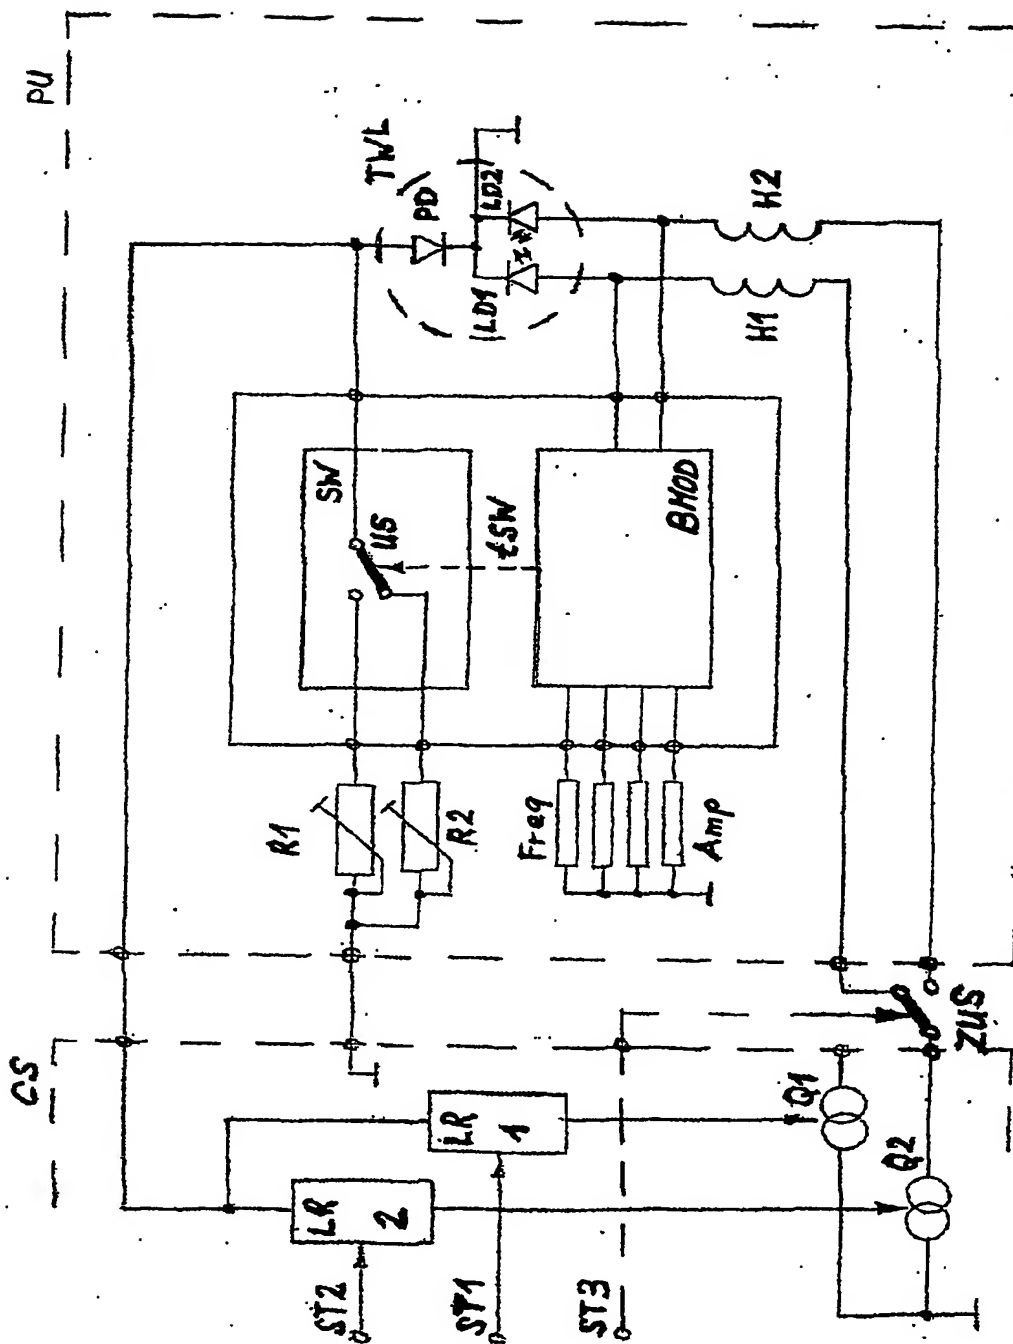 PU
TWL
PD
LD2
LD1
H2
H1
SW
US
tSW
BMOD
R1
R2
Freq
Amp
CS
ZUS
LR
1
Q1
LR
2
Q2
ST2
ST1
ST3